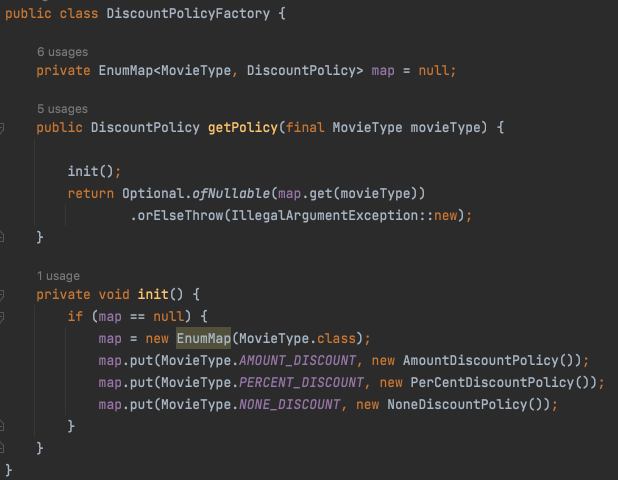 public class DiscountPolicyFactory {
6 usages
private EnumMap<MovieType, DiscountPolicy> map = null;
5 usages
public DiscountPolicy getPolicy(final MovieType movieType) {
init();
return Optional.ofNullable(map.get(movieType))
.orElseThrow(IllegalArgumentException::new);
}
1 usage
private void init() {
if (map == null) {
map = new EnumMap(MovieType.class);
map.put(MovieType.AMOUNT_DISCOUNT, new AmountDiscountPolicy());
map.put(MovieType.PERCENT_DISCOUNT, new PerCentDiscountPolicy());
map.put(MovieType.NONE_DISCOUNT, new NoneDiscountPolicy());
}
}
}